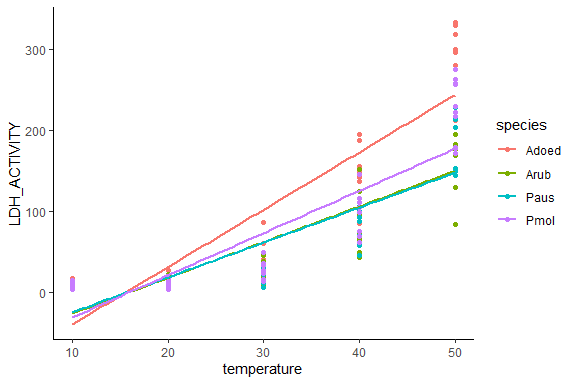 300
200
100
0
LDH_ACTIVITY
10 20 30 40 50
temperature
species
Adoed
Arub
Paus
Pmol